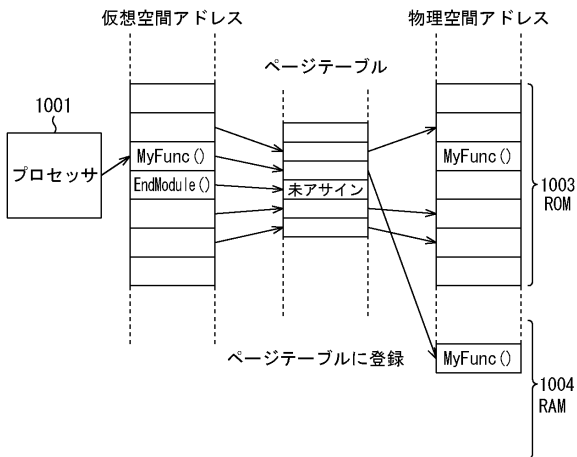 仮想空間アドレス
物理空間アドレス
ページテーブル
1001
プロセッサ
MyFunc()
EndModule()
未アサイン
MyFunc()
1003
ROM
ページテーブルに登録
MyFunc()
1004
RAM